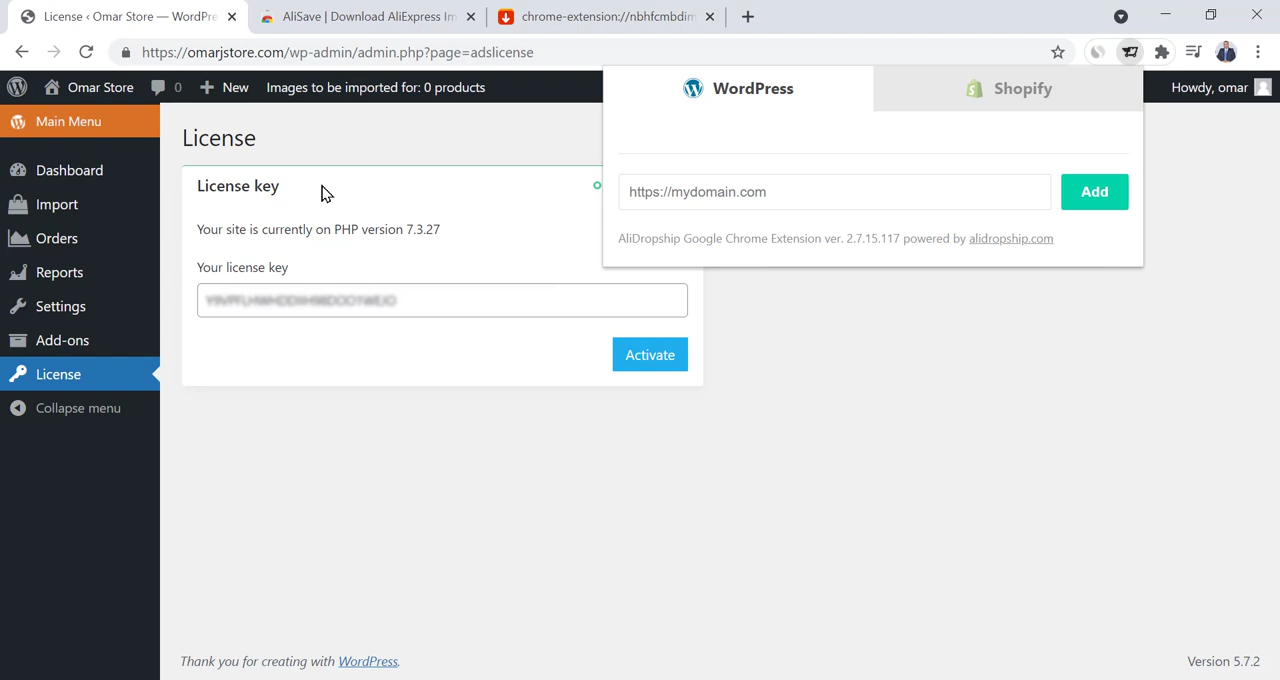 License ‹ Omar Store — WordPre
AliSave | Download AliExpress Im
chrome-extension://nbhfcmbdim
https://omarjstore.com/wp-admin/admin.php?page=adslicense
Omar Store
0
New
Images to be imported for: 0 products
Howdy, omar
WordPress
Shopify
Main Menu
Dashboard
Import
Orders
Reports
Settings
Add-ons
License
Collapse menu
License
License key
Your site is currently on PHP version 7.3.27
Your license key
Activate
https://mydomain.com
Add
AliDropship Google Chrome Extension ver. 2.7.15.117 powered by alidropship.com
Thank you for creating with WordPress.
Version 5.7.2